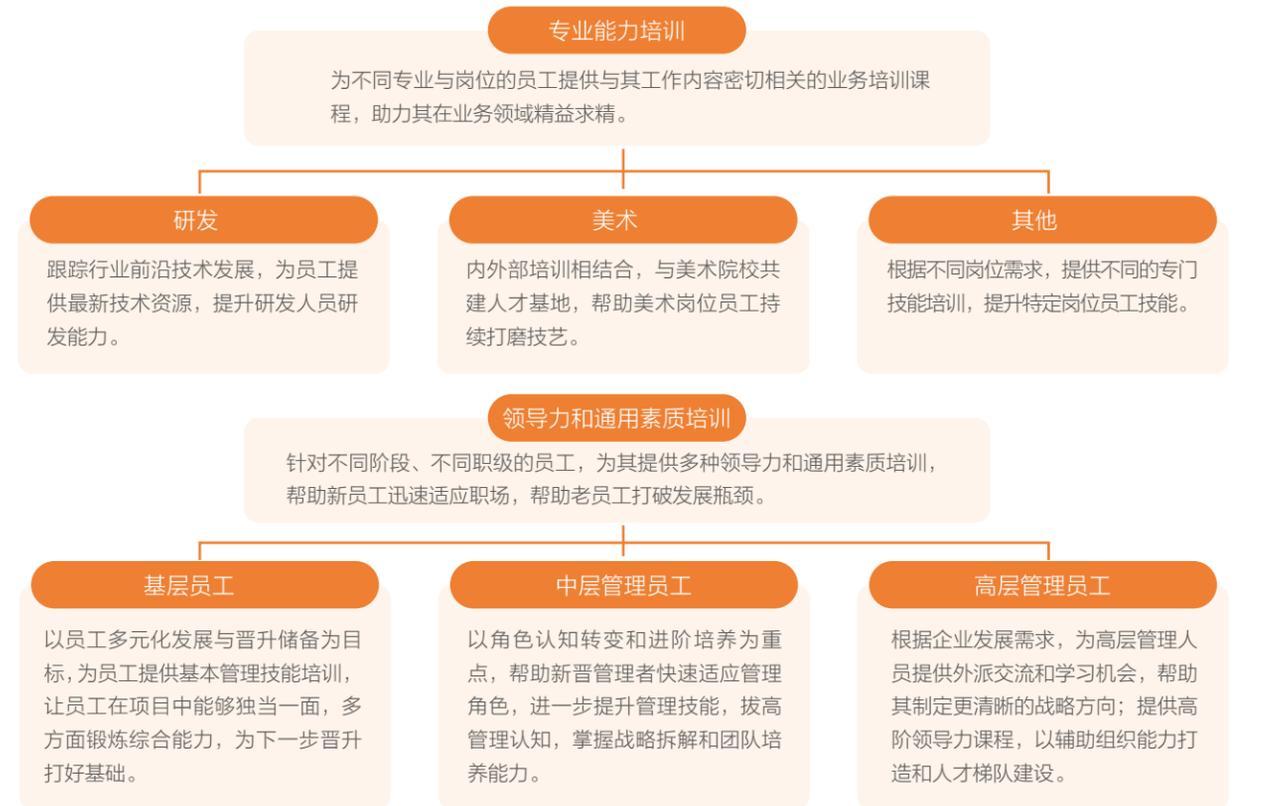 专业能力培训
为不同专业与岗位的员工提供与其工作内容密切相关的业务培训课
程，助力其在业务领域精益求精。
研发
跟踪行业前沿技术发展，为员工提
供最新技术资源，提升研发人员研
发能力。
美术
内外部培训相结合，与美术院校共
建人才基地，帮助美术岗位员工持
续打磨技艺。
其他
根据不同岗位需求，提供不同的专门
技能培训，提升特定岗位员工技能。
领导力和通用素质培训
针对不同阶段、不同职级的员工，为其提供多种领导力和通用素质培训，
帮助新员工迅速适应职场，帮助老员工打破发展瓶颈。
基层员工
以员工多元化发展与晋升储备为目
标，为员工提供基本管理技能培训，
让员工在项目中能够独当一面，多
方面锻炼综合能力，为下一步晋升
打好基础。
中层管理员工
以角色认知转变和进阶培养为重
点，帮助新晋管理者快速适应管理
角色，进一步提升管理技能，拔高
管理认知，掌握战略拆解和团队培
养能力。
高层管理员工
根据企业发展需求，为高层管理人
员提供外派交流和学习机会，帮助
其制定更清晰的战略方向；提供高
阶领导力课程，以辅助组织能力打
造和人才梯队建设。